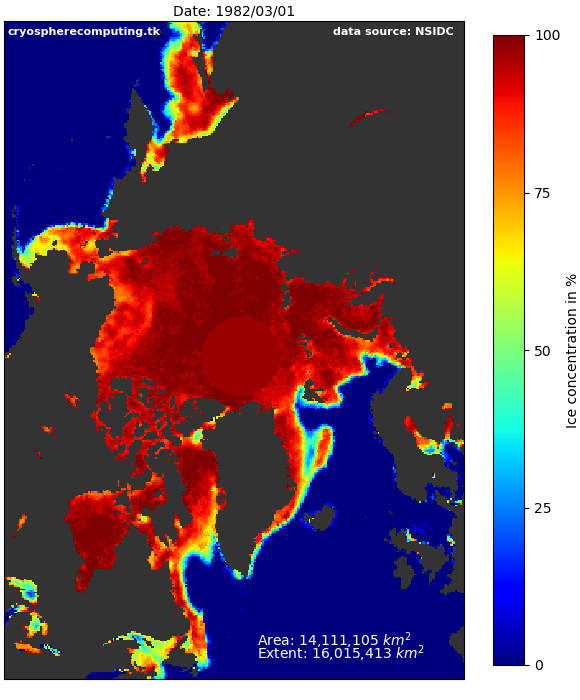 Date: 1982/03/01
cryospherecomputing.tk
data source: NSIDC
100
75
50
25
0
Ice concentration in %
Area: 14,111,105 km²
Extent: 16,015,413 km²